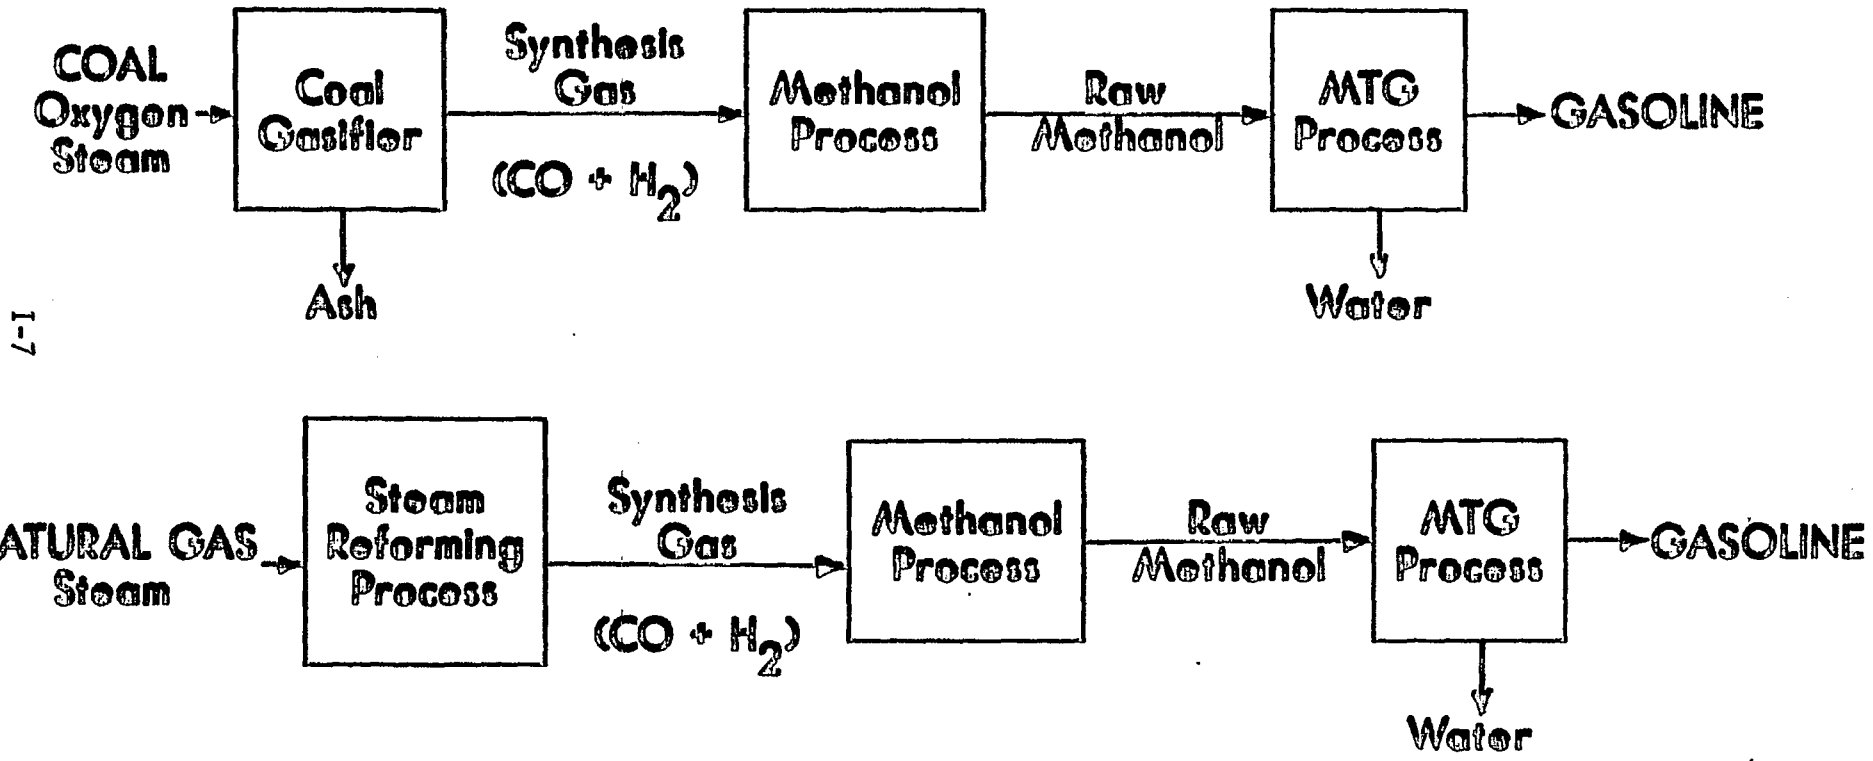 COAL
Oxygen
Steam
Coal
Gasifier
Synthesis
Gas
(CO + H2)
Methanol
Process
Raw
Methanol
MTG
Process
GASOLINE
Ash
Water
I-7
ATURAL GAS
Steam
Steam
Reforming
Process
Synthesis
Gas
(CO + H2)
Methanol
Process
Raw
Methanol
MTG
Process
GASOLINE
Water